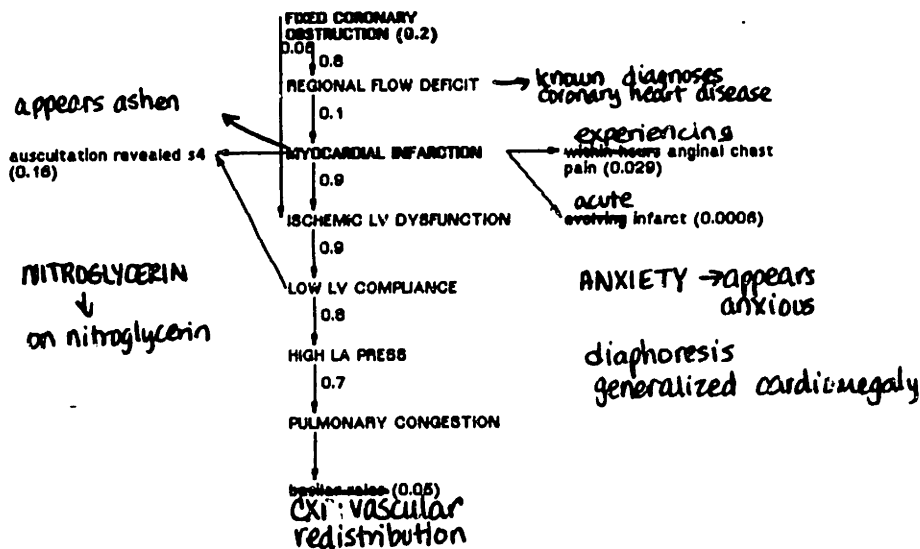 FIXED CORONARY
OBSTRUCTION (0.2)
0.06
0.8
REGIONAL FLOW DEFICIT
known diagnoses
coronary heart disease
appears ashen
0.1
experiencing
auscultation revealed s4
(0.16)
MYOCARDIAL INFARCTION
within hours anginal chest
pain (0.029)
0.9
acute
evolving infarct (0.0006)
ISCHEMIC LV DYSFUNCTION
0.9
NITROGLYCERIN
on nitroglycerin
LOW LV COMPLIANCE
ANXIETY → appears
anxious
0.8
HIGH LA PRESS
diaphoresis
generalized cardiomegaly
0.7
PULMONARY CONGESTION
basilar rales (0.05)
vascular
redistribution